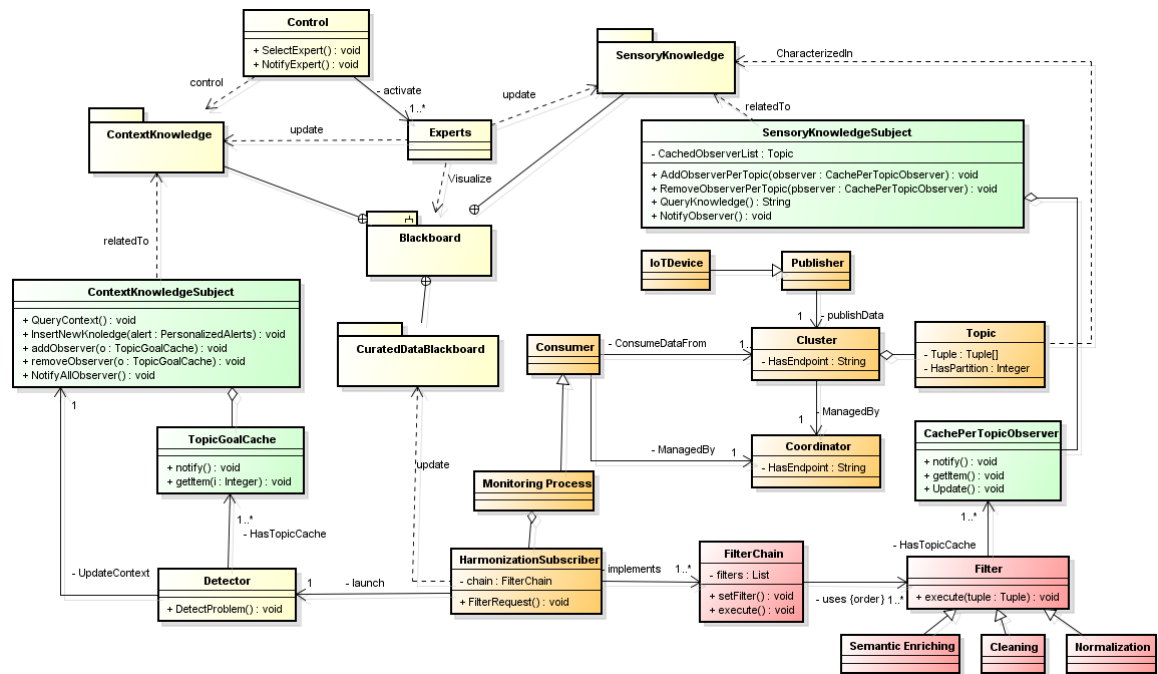 Control
+ SelectExpert() : void
+ NotifyExpert() : void
SensoryKnowledge
CharacterizedIn
control
- activate
1..*
update
relatedTo
ContextKnowledge
update
Experts
SensoryKnowledgeSubject
- CachedObserverList : Topic
+ AddObserverPerTopic(observer : CachePerTopicObserver) : void
+ RemoveObserverPerTopic(pbserver : CachePerTopicObserver) : void
+ QueryKnowledge() : String
+ NotifyObserver() : void
Visualize
relatedTo
Blackboard
IoTDevice
Publisher
ContextKnowledgeSubject
+ QueryContext() : void
+ InsertNewKnoledge(alert : PersonalizedAlerts) : void
+ addObserver(o : TopicGoalCache) : void
+ removeObserver(o : TopicGoalCache) : void
+ NotifyAllObserver() : void
1
- publishData
CuratedDataBlackboard
Consumer
- ConsumeDataFrom
1..
Cluster
- HasEndpoint : String
Topic
- Tuple : Tuple[]
- HasPartition : Integer
1
- ManagedBy
1
TopicGoalCache
+ notify() : void
+ getItem(i : Integer) : void
- ManagedBy
1
Coordinator
- HasEndpoint : String
CachePerTopicObserver
+ notify() : void
+ getItem() : void
+ Update() : void
update
Monitoring Process
1..*
- HasTopicCache
1..*
- HasTopicCache
- UpdateContext
Detector
+ DetectProblem() : void
1
- launch
HarmonizationSubscriber
- chain : FilterChain
+ FilterRequest() : void
- implements
1..*
FilterChain
- filters : List
+ setFilter() : void
+ execute() : void
- uses {order}
1..*
Filter
+ execute(tuple : Tuple) : void
Semantic Enriching
Cleaning
Normalization